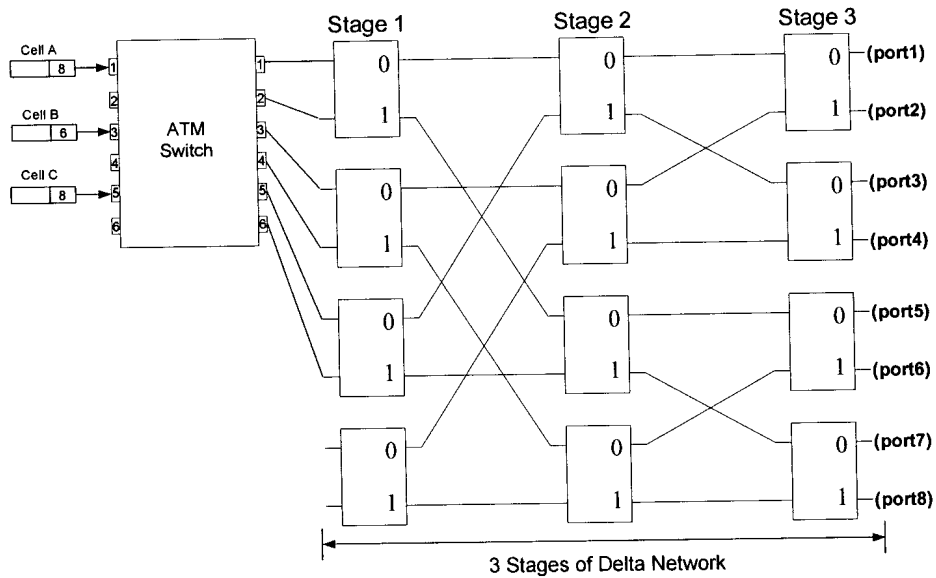 Stage 1
Stage 2
Stage 3
Cell A
8
Cell B
6
Cell C
8
1
2
3
4
5
6
ATM
Switch
1
2
3
4
5
6
0
1
0
1
0
1
0
1
0
1
0
1
0
1
0
1
0
1
0
1
0
1
0
1
(port1)
(port2)
(port3)
(port4)
(port5)
(port6)
(port7)
(port8)
3 Stages of Delta Network